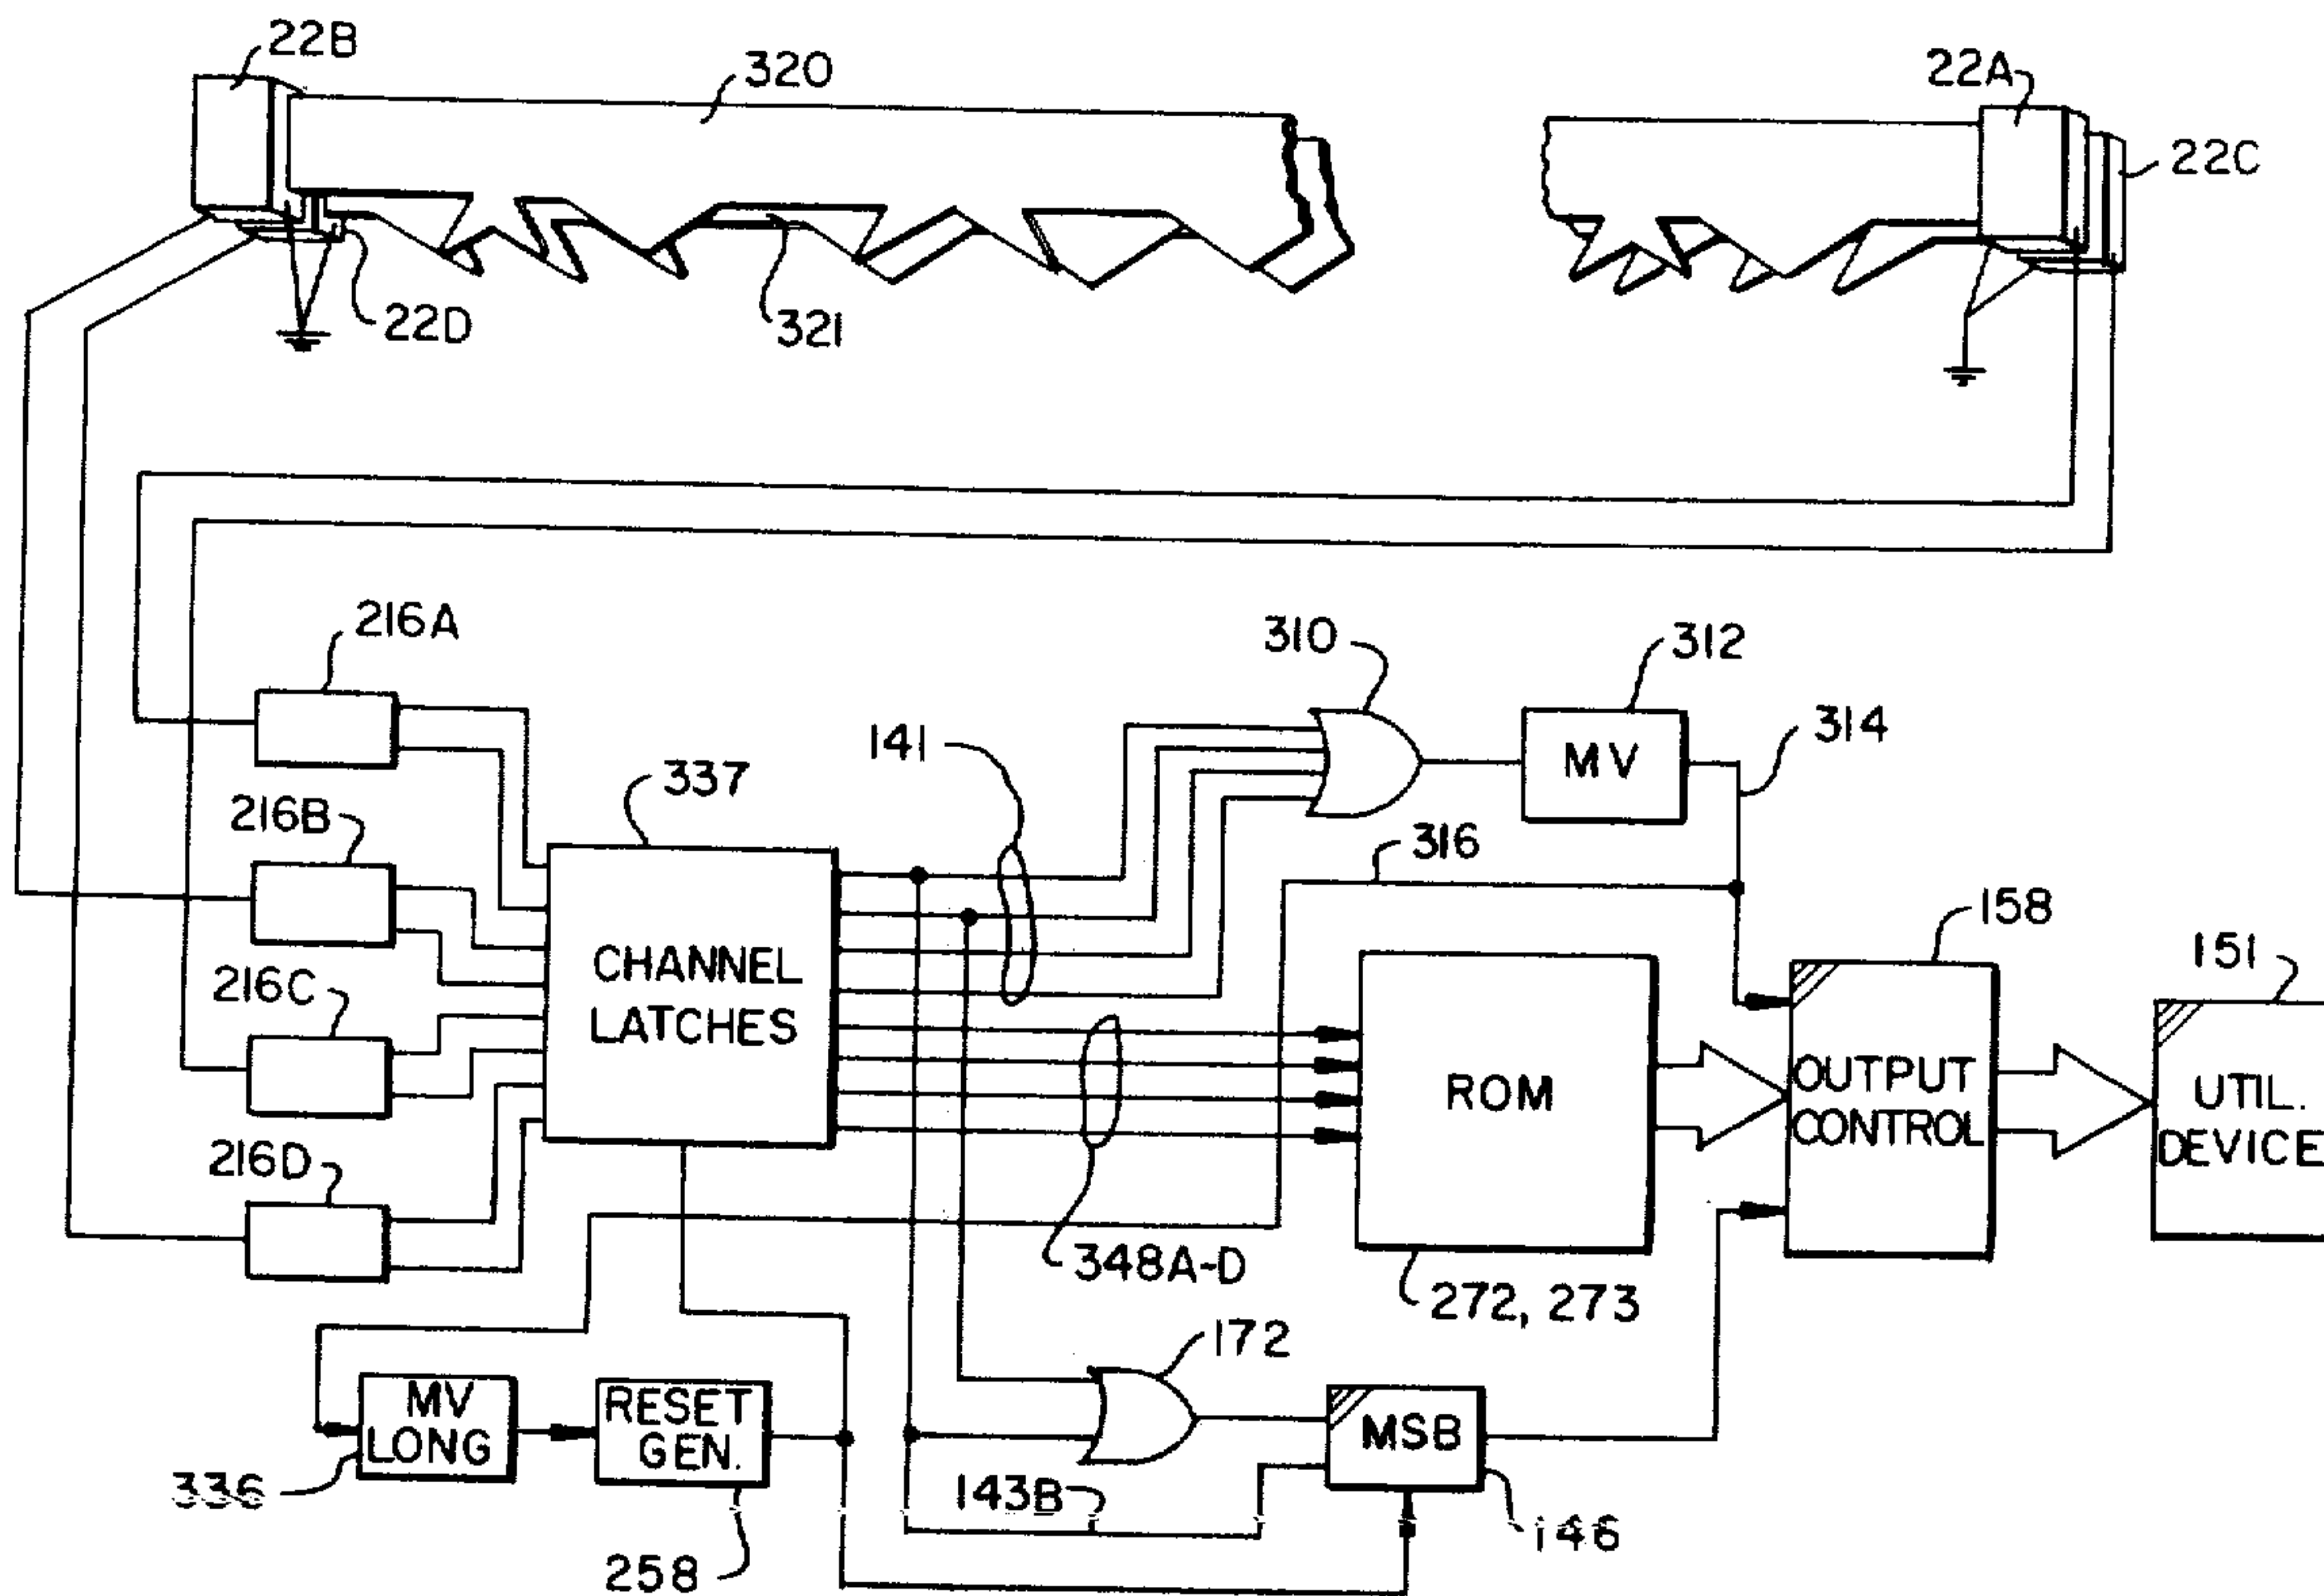 22B
320
22A
22C
22D
321
216A
310
312
141
314
337
216B
316
158
151
CHANNEL
LATCHES
216C
MV
ROM
OUTPUT
CONTROL
UTIL.
DEVICE
216D
348A-D
272, 273
172
MV
LONG
RESET
GEN.
MSB
336
143B
146
258